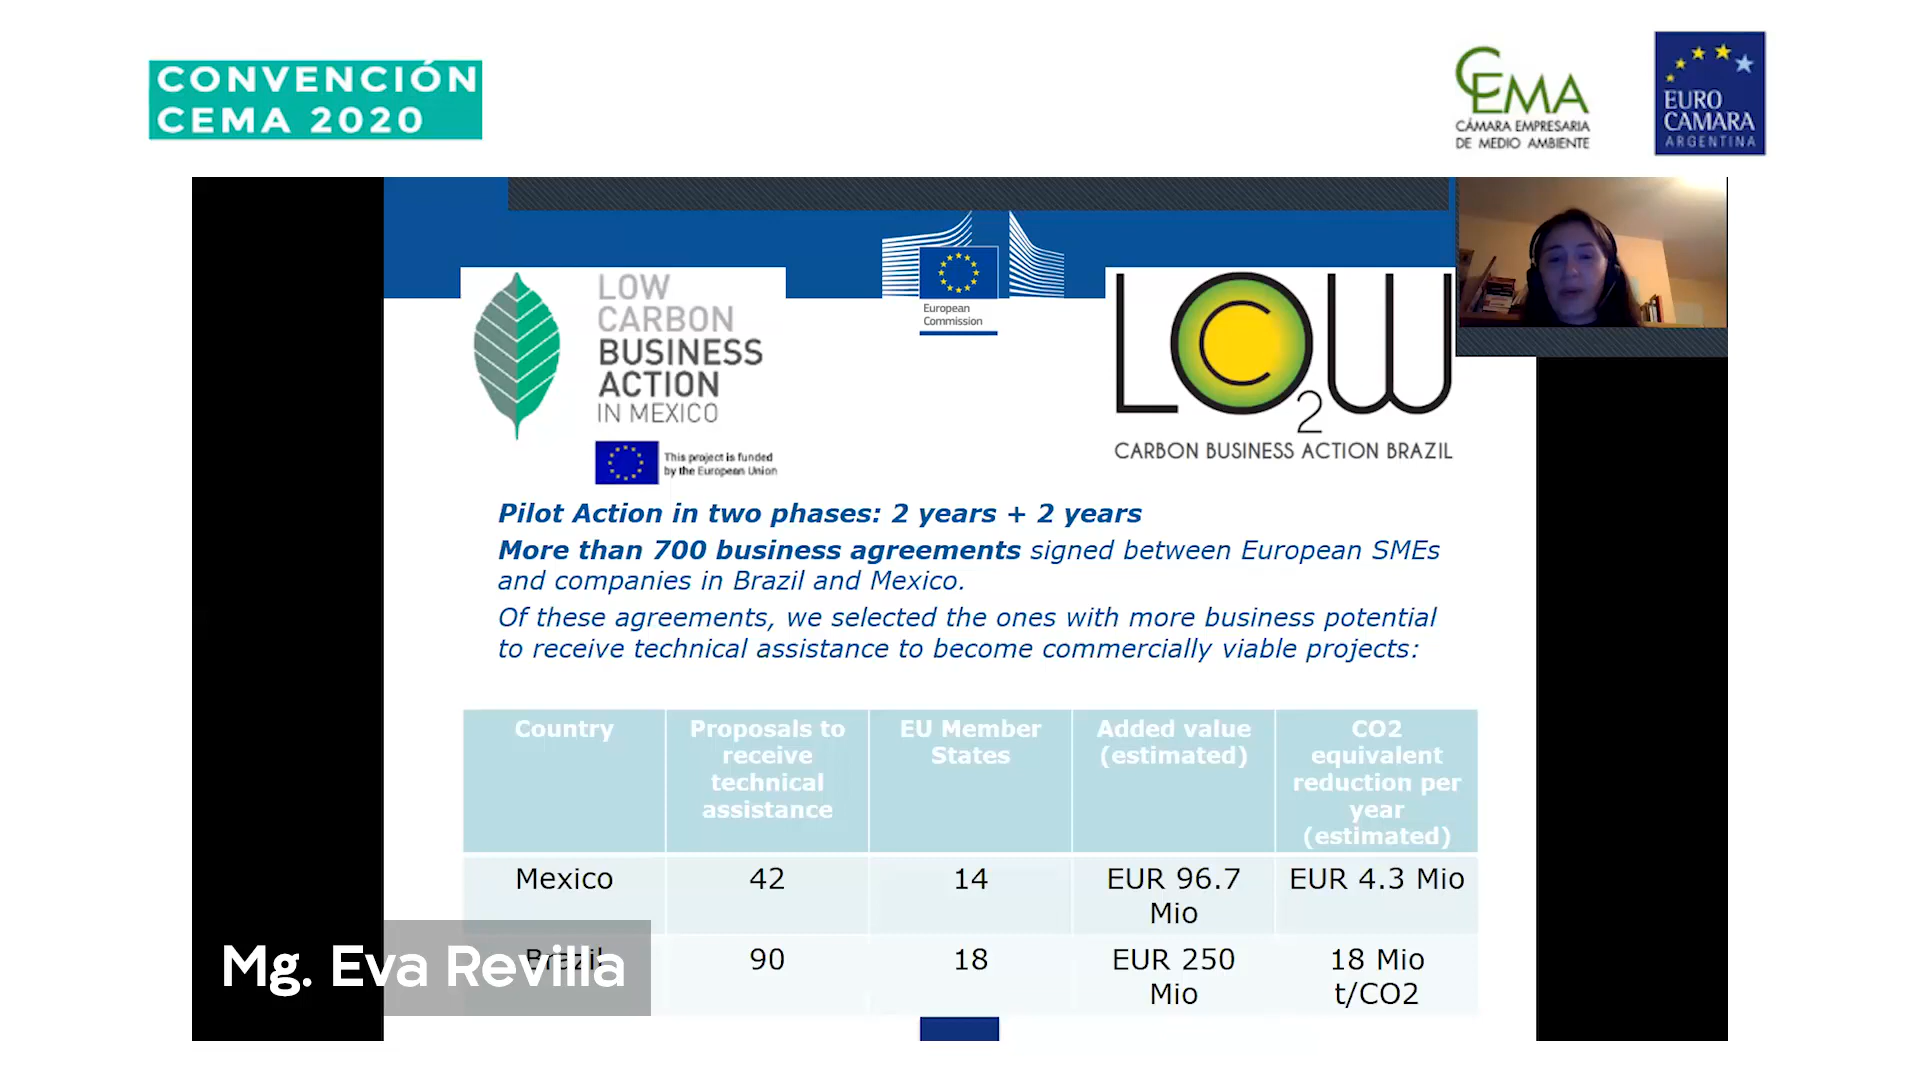 CONVENCIÓN
CEMA 2020
CEMA
CÁMARA EMPRESARIA
DE MEDIO AMBIENTE
EURO
CAMARA
ARGENTINA
LOW
CARBON
BUSINESS
ACTION
IN MEXICO
This project is funded
by the European Union
European
Commission
LCO2W
CARBON BUSINESS ACTION BRAZIL
Pilot Action in two phases: 2 years + 2 years
More than 700 business agreements signed between European SMEs
and companies in Brazil and Mexico.
Of these agreements, we selected the ones with more business potential
to receive technical assistance to become commercially viable projects:
Country
Proposals to
receive
technical
assistance
EU Member
States
Added value
(estimated)
CO2
equivalent
reduction per
year
(estimated)
Mexico
42
14
EUR 96.7
Mio
EUR 4.3 Mio
Brazil
90
18
EUR 250
Mio
18 Mio
t/CO2
Mg. Eva Revilla